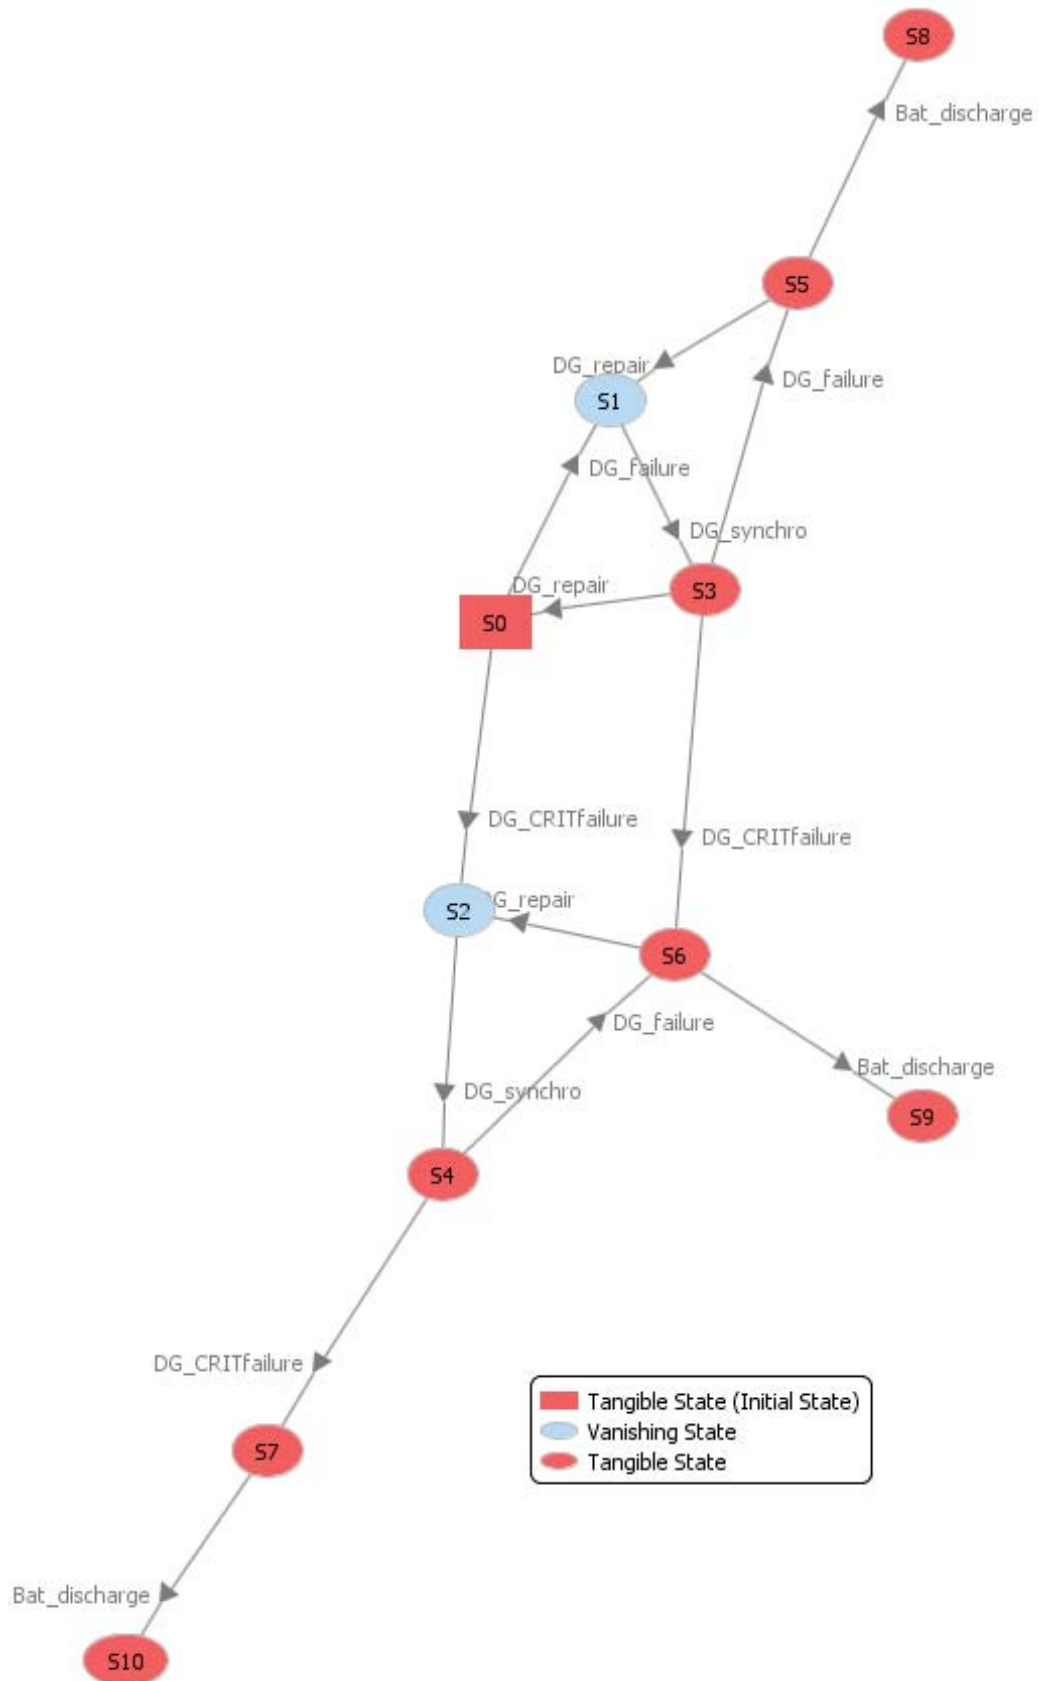 S8
Bat_discharge
S5
DG_repair
DG_failure
S1
DG_failure
DG_synchro
DG_repair
S3
S0
DG_CRITfailure
DG_CRITfailure
S2
G_repair
S6
DG_failure
Bat_discharge
DG_synchro
S9
S4
DG_CRITfailure
Tangible State (Initial State)
Vanishing State
Tangible State
S7
Bat_discharge
S10